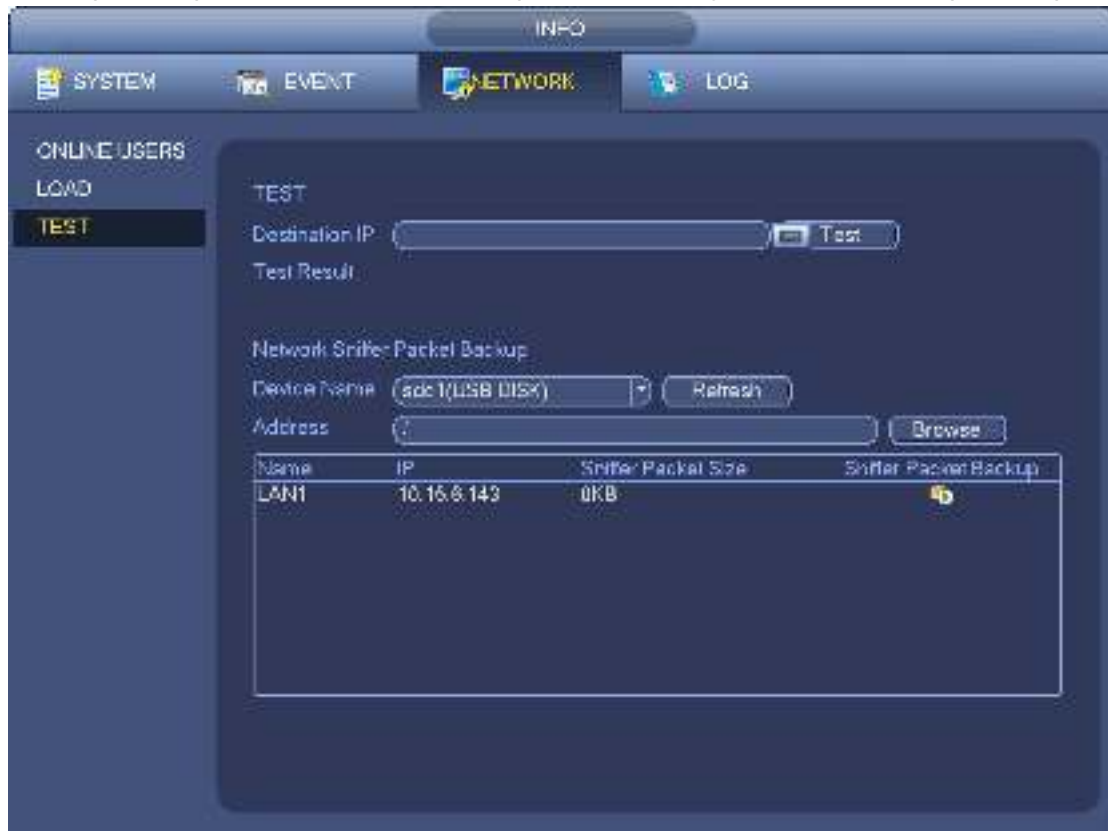 INFO
SYSTEM EVENT NETWORK LOG
ONLINE USERS
LOAD
TEST
TEST
Destination IP Test
Test Result
Network Sniffer Packet Backup
Device Name sdc1(USB DISK) Refresh
Address / Browse
Name IP Sniffer Packet Size Sniffer Packet Backup
LAN1 10.15.6.143 0KB